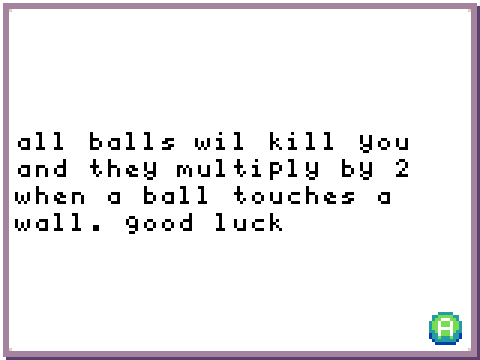 all balls wil kill you
and they multiply by 2
when a ball touches a
wall. good luck
A